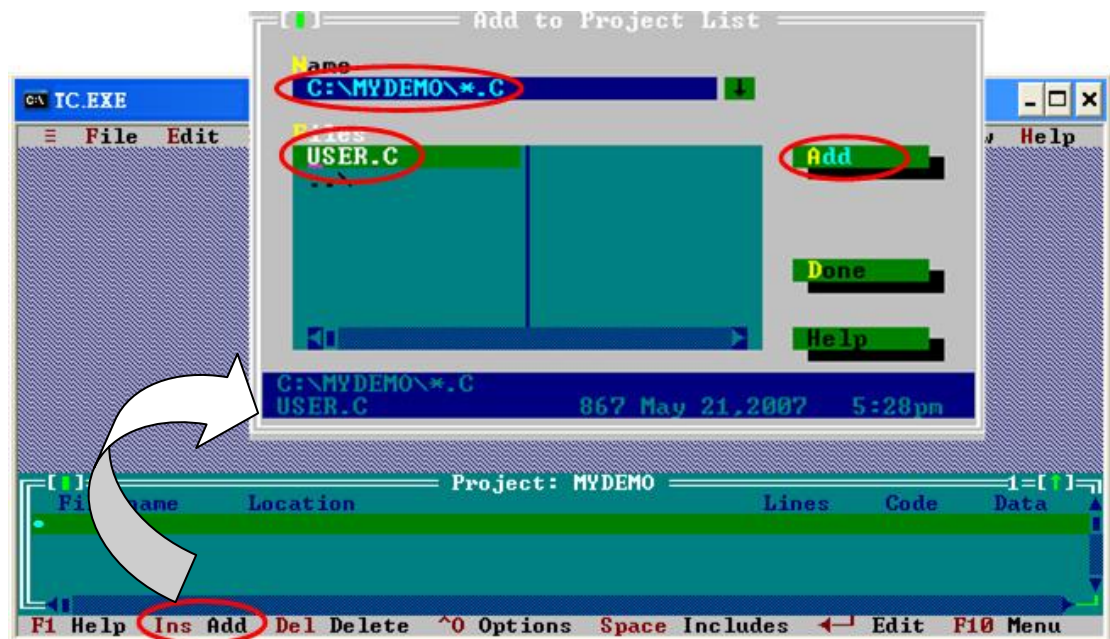 Add to Project List
Name
C:\MYDEMO\*.C
Files
USER.C
..\
Add
Done
Help
C:\MYDEMO\*.C
USER.C 867 May 21,2007 5:28pm
TC.EXE
≡ File Edit Help
Project: MYDEMO 1=[↑]
Location Lines Code Data
F1 Help Ins Add Del Delete ^O Options Space Includes ◄─┘ Edit F10 Menu